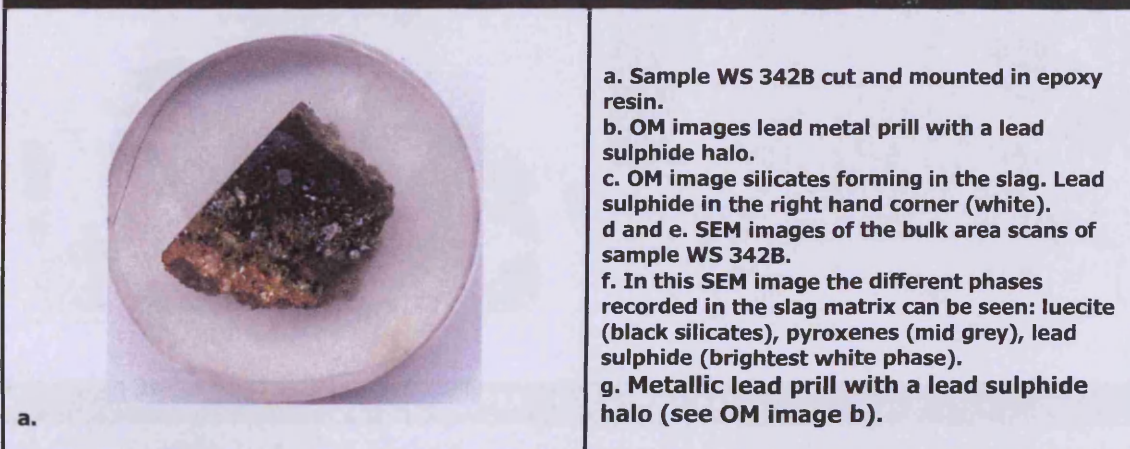 a.
a. Sample WS 342B cut and mounted in epoxy
resin.
b. OM images lead metal prill with a lead
sulphide halo.
c. OM image silicates forming in the slag. Lead
sulphide in the right hand corner (white).
d and e. SEM images of the bulk area scans of
sample WS 342B.
f. In this SEM image the different phases
recorded in the slag matrix can be seen: luecite
(black silicates), pyroxenes (mid grey), lead
sulphide (brightest white phase).
g. Metallic lead prill with a lead sulphide
halo (see OM image b).